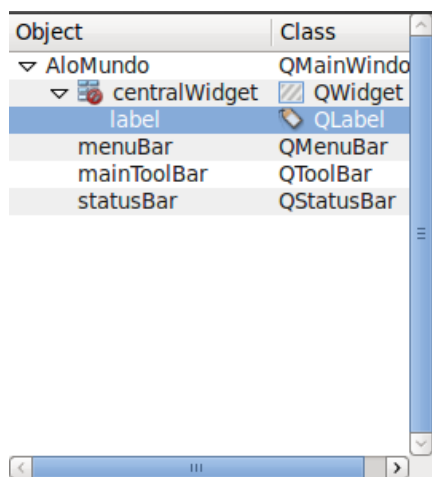 Object Class
AloMundo QMainWindo
centralWidget QWidget
label QLabel
menuBar QMenuBar
mainToolBar QToolBar
statusBar QStatusBar